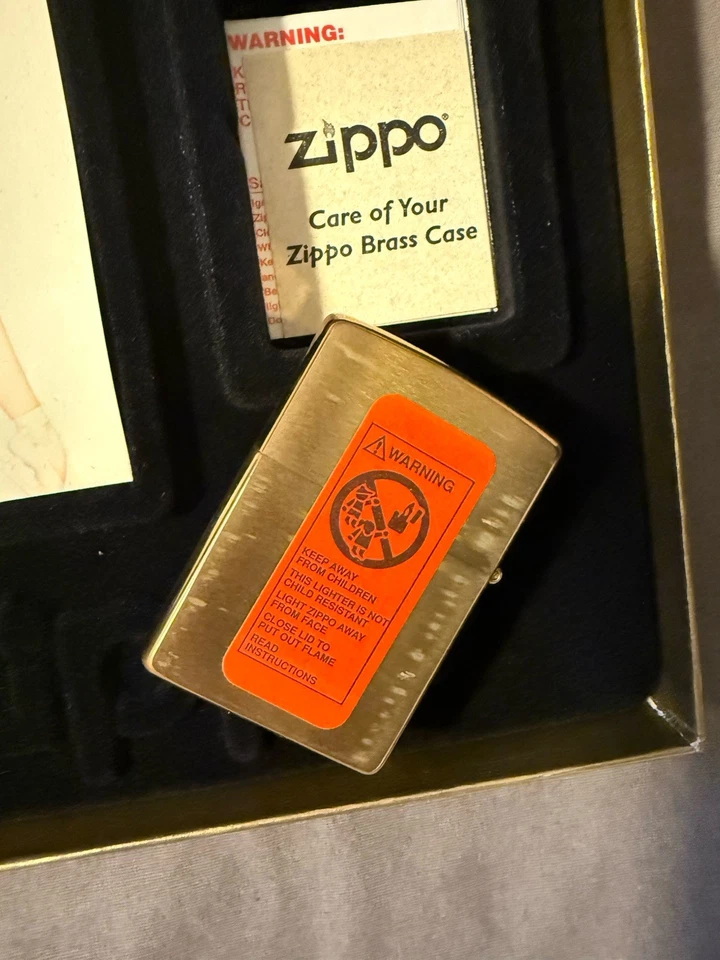 WARNING:
zippo®
Care of Your
Zippo Brass Case
WARNING
KEEP AWAY
FROM CHILDREN
THIS LIGHTER IS NOT
CHILD RESISTANT
LIGHT ZIPPO AWAY
FROM FACE
CLOSE LID TO
PUT OUT FLAME
READ
INSTRUCTIONS